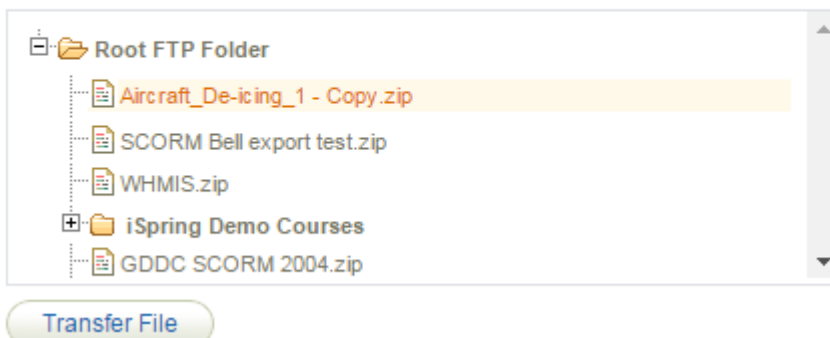 Root FTP Folder
Aircraft_De-icing_1 - Copy.zip
SCORM Bell export test.zip
WHMIS.zip
iSpring Demo Courses
GDDC SCORM 2004.zip
Transfer File